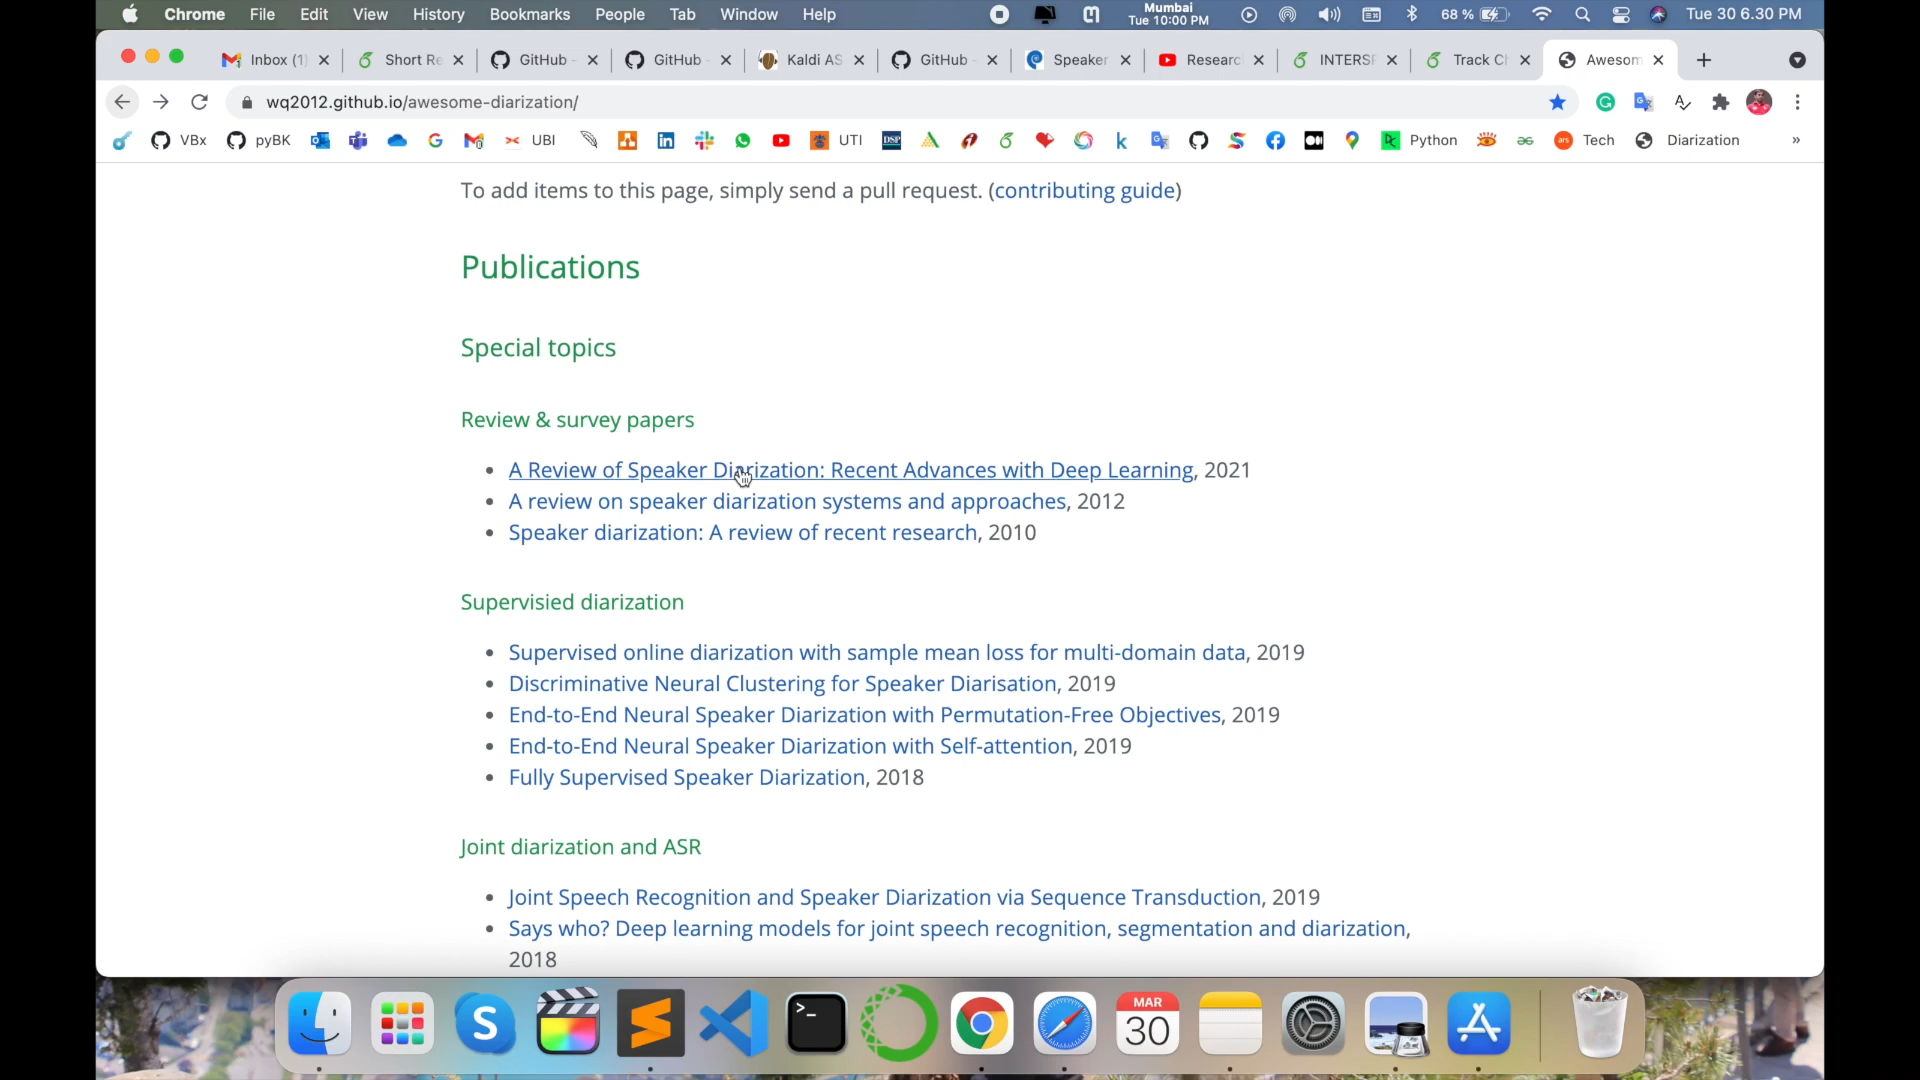 Chrome File Edit View History Bookmarks People Tab Window Help
Mumbai
Tue 10:00 PM
68 %
Tue 30 6.30 PM
Inbox (1)
Short Re
GitHub -
GitHub -
Kaldi AS
GitHub -
Speaker
Researc
INTERSP
Track Ch
Awesom
wq2012.github.io/awesome-diarization/
VBx
pyBK
UBI
UTI
DSP
Python
Tech
Diarization
»
To add items to this page, simply send a pull request. (contributing guide)
Publications
Special topics
Review & survey papers
• A Review of Speaker Diarization: Recent Advances with Deep Learning, 2021
• A review on speaker diarization systems and approaches, 2012
• Speaker diarization: A review of recent research, 2010
Supervisied diarization
• Supervised online diarization with sample mean loss for multi-domain data, 2019
• Discriminative Neural Clustering for Speaker Diarisation, 2019
• End-to-End Neural Speaker Diarization with Permutation-Free Objectives, 2019
• End-to-End Neural Speaker Diarization with Self-attention, 2019
• Fully Supervised Speaker Diarization, 2018
Joint diarization and ASR
• Joint Speech Recognition and Speaker Diarization via Sequence Transduction, 2019
• Says who? Deep learning models for joint speech recognition, segmentation and diarization,
2018
MAR
30